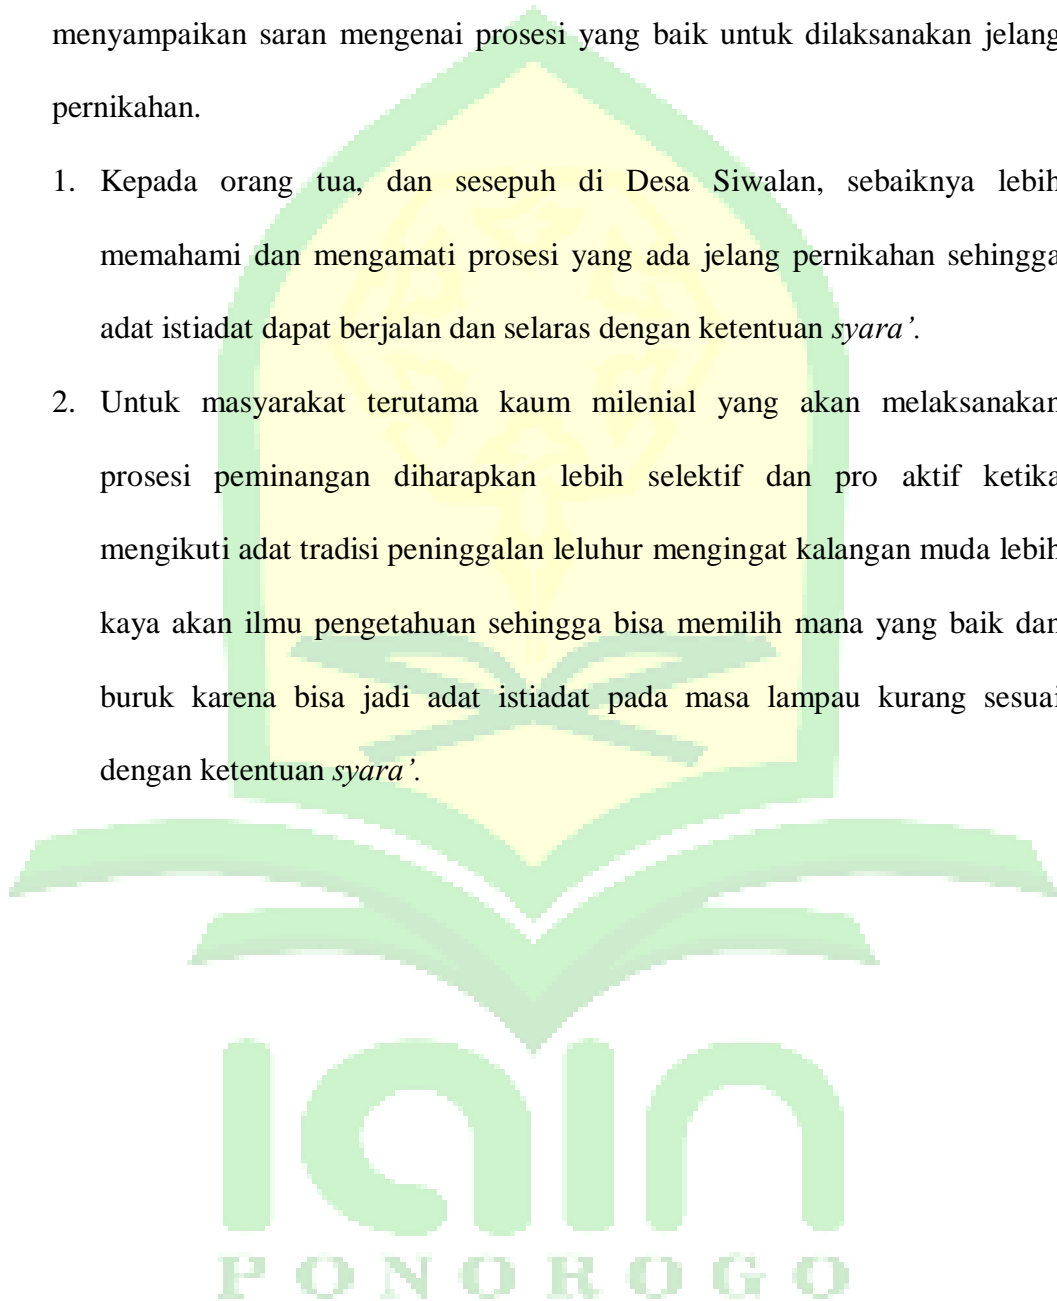 menyampaikan saran mengenai prosesi yang baik untuk dilaksanakan jelang
pernikahan.
1. Kepada orang tua, dan sesepuh di Desa Siwalan, sebaiknya lebih
memahami dan mengamati prosesi yang ada jelang pernikahan sehingga
adat istiadat dapat berjalan dan selaras dengan ketentuan syara’.
2. Untuk masyarakat terutama kaum milenial yang akan melaksanakan
prosesi peminangan diharapkan lebih selektif dan pro aktif ketika
mengikuti adat tradisi peninggalan leluhur mengingat kalangan muda lebih
kaya akan ilmu pengetahuan sehingga bisa memilih mana yang baik dan
buruk karena bisa jadi adat istiadat pada masa lampau kurang sesuai
dengan ketentuan syara’.
IAIN
PONOROGO